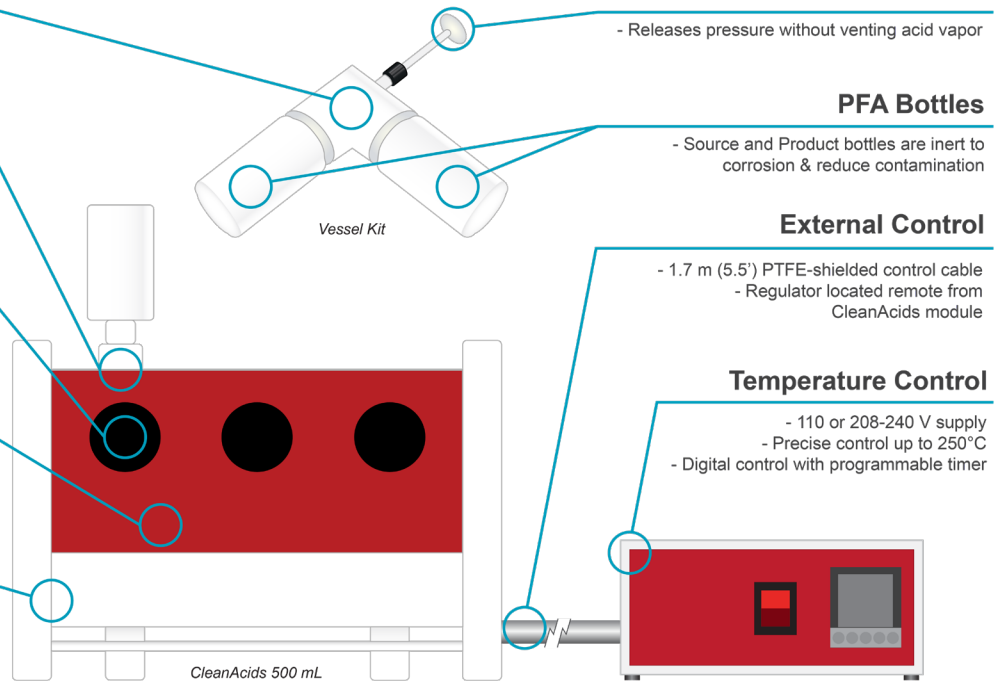 - Releases pressure without venting acid vapor
PFA Bottles
- Source and Product bottles are inert to
corrosion & reduce contamination
Vessel Kit
External Control
- 1.7 m (5.5’) PTFE-shielded control cable
- Regulator located remote from
CleanAcids module
Temperature Control
- 110 or 208-240 V supply
- Precise control up to 250°C
- Digital control with programmable timer
CleanAcids 500 mL